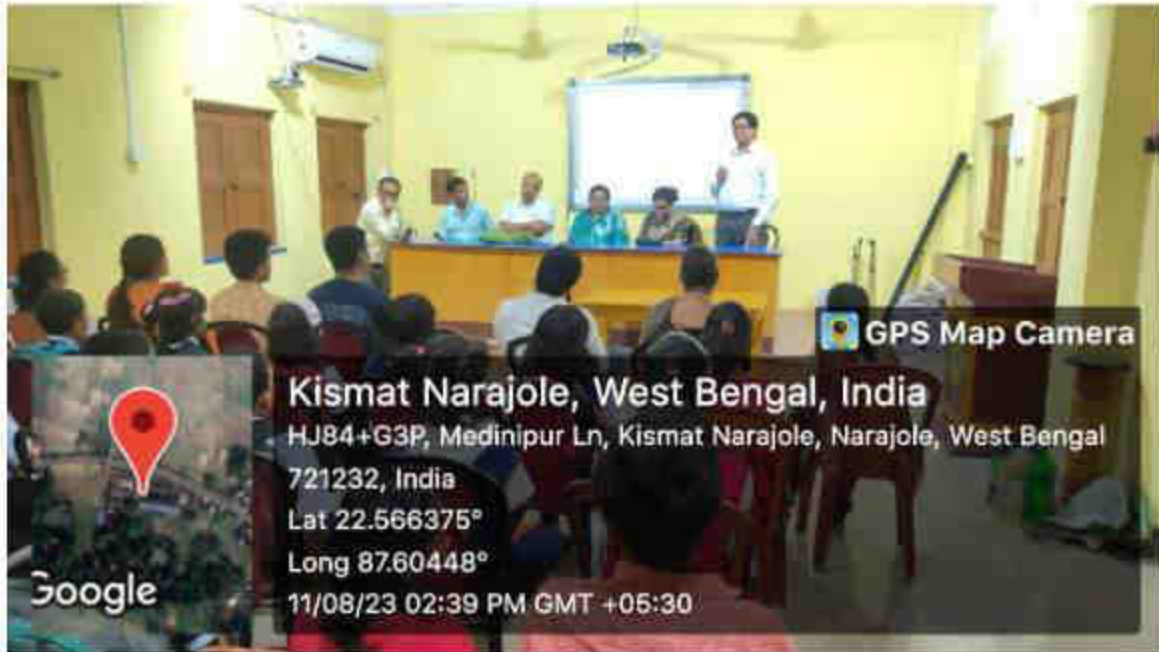 GPS Map Camera
Kismat Narajole, West Bengal, India
HJ84+G3P, Medinipur Ln, Kismat Narajole, Narajole, West Bengal
721232, India
Lat 22.566375°
Long 87.60448°
11/08/23 02:39 PM GMT +05:30
Google